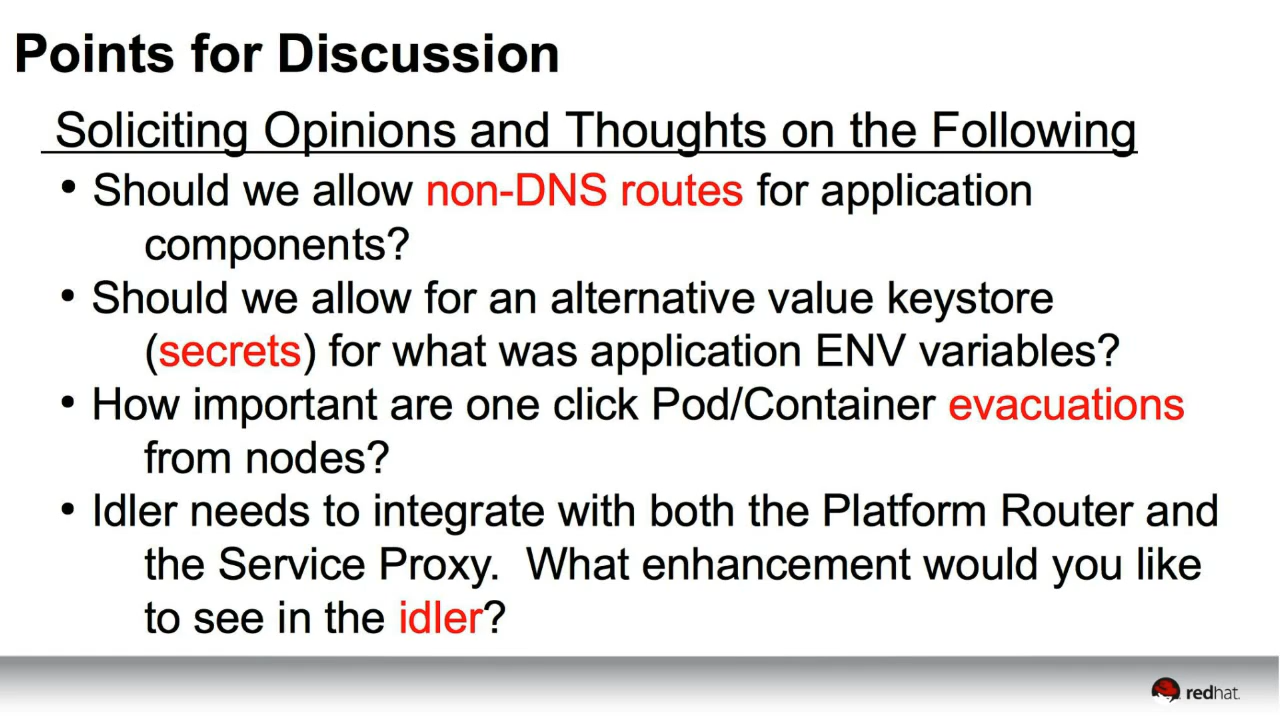 Points for Discussion
Soliciting Opinions and Thoughts on the Following
• Should we allow non-DNS routes for application
components?
• Should we allow for an alternative value keystore
(secrets) for what was application ENV variables?
• How important are one click Pod/Container evacuations
from nodes?
• Idler needs to integrate with both the Platform Router and
the Service Proxy.  What enhancement would you like
to see in the idler?
redhat.